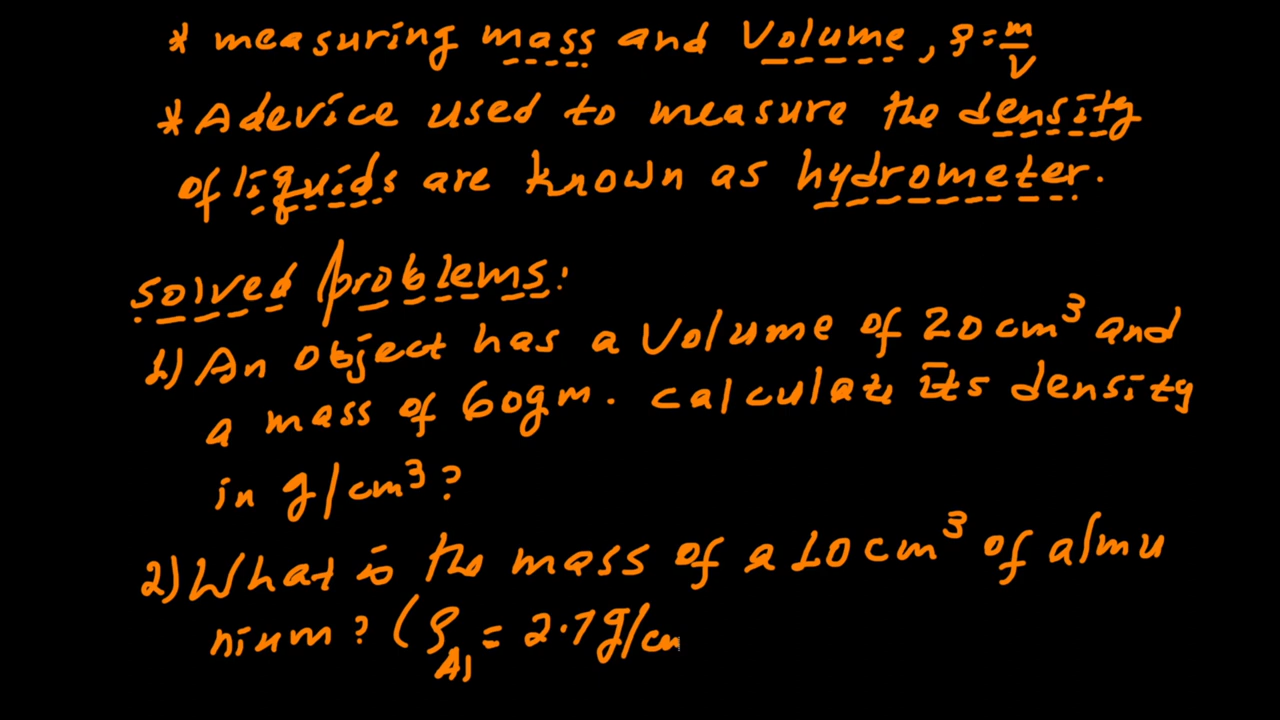 * measuring mass and Volume, ρ = m/V
* A device used to measure the density
of liquids are known as hydrometer.
Solved problems:
1) An object has a Volume of 20 cm³ and
a mass of 60gm. calculate its density
in g/cm³?
2) What is the mass of a 10 cm³ of almu
nium? (ρAl = 2.7g/cm